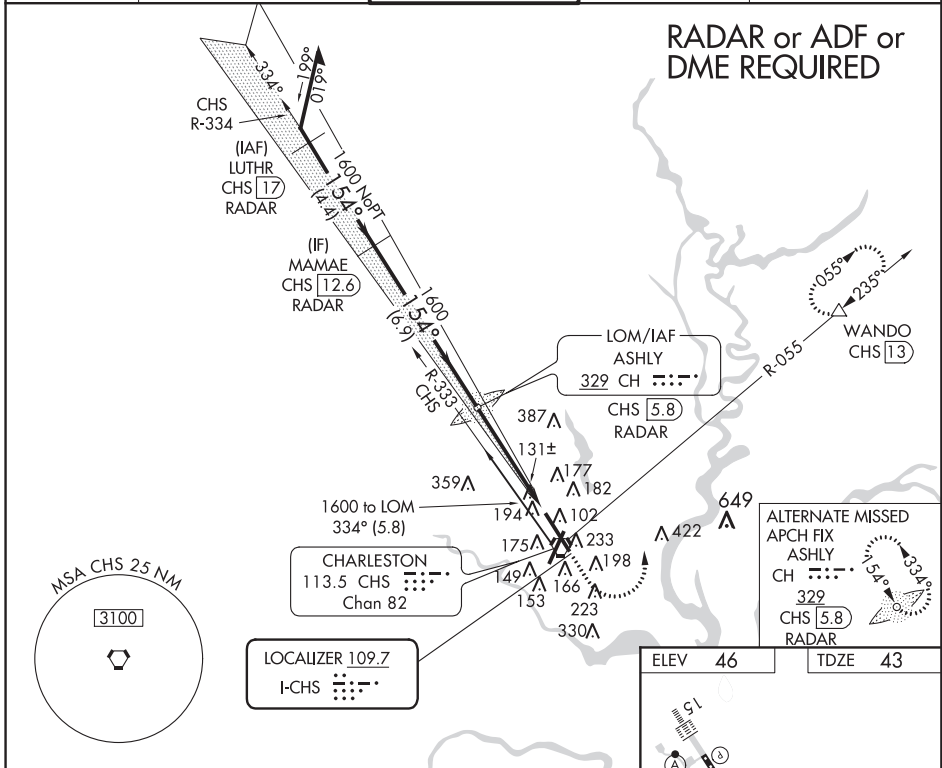 RADAR or ADF or
DME REQUIRED
334°
199°
019°
CHS
R-334
(IAF)
LUTHR
CHS 17
RADAR
1600 NoPT
154°
(4.4)
(IF)
MAMAE
CHS 12.6
RADAR
1600
154°
(6.9)
R-333
CHS
055°
235°
WANDO
CHS 13
R-055
LOM/IAF
ASHLY
329 CH
CHS 5.8
RADAR
387
131±
177
182
359
194
102
1600 to LOM
334° (5.8)
175
233
422
649
198
149
166
153
223
330
CHARLESTON
113.5 CHS
Chan 82
ALTERNATE MISSED
APCH FIX
ASHLY
CH
329
CHS 5.8
RADAR
154°
334°
MSA CHS 25 NM
3100
LOCALIZER 109.7
I-CHS
ELEV 46
TDZE 43
15
A
P